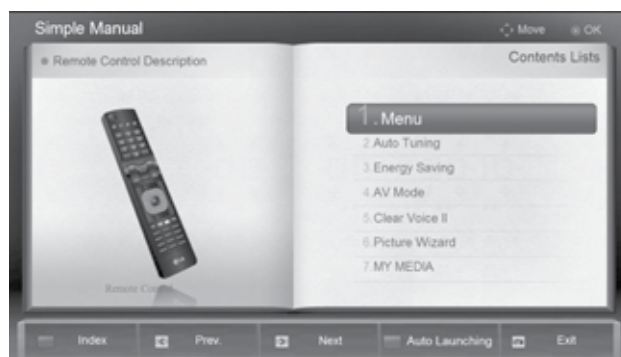 Simple Manual
Move OK
Remote Control Description
Contents Lists
1. Menu
2.Auto Tuning
3.Energy Saving
4.AV Mode
5.Clear Voice II
6.Picture Wizard
7.MY MEDIA
Remote Control
Index Prev. Next Auto Launching Exit